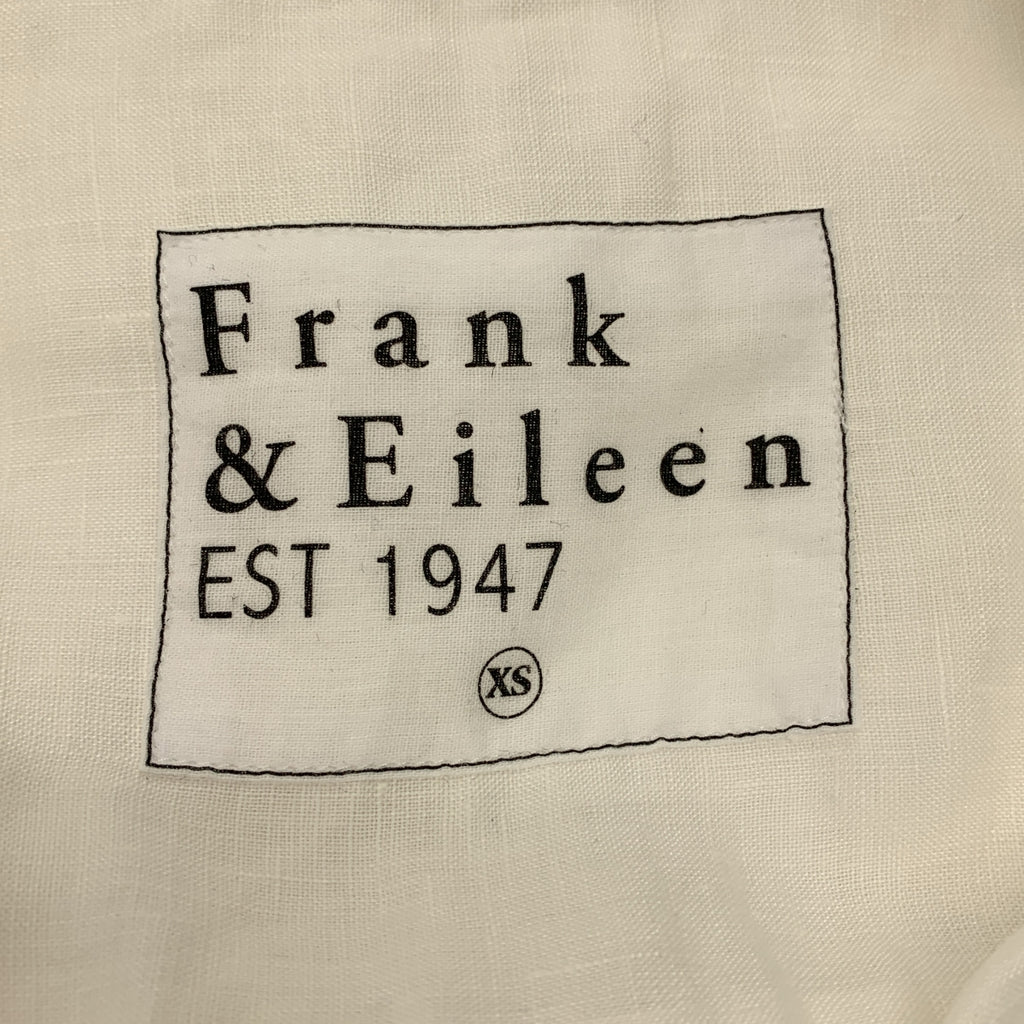 Frank
& Eileen
EST 1947
XS